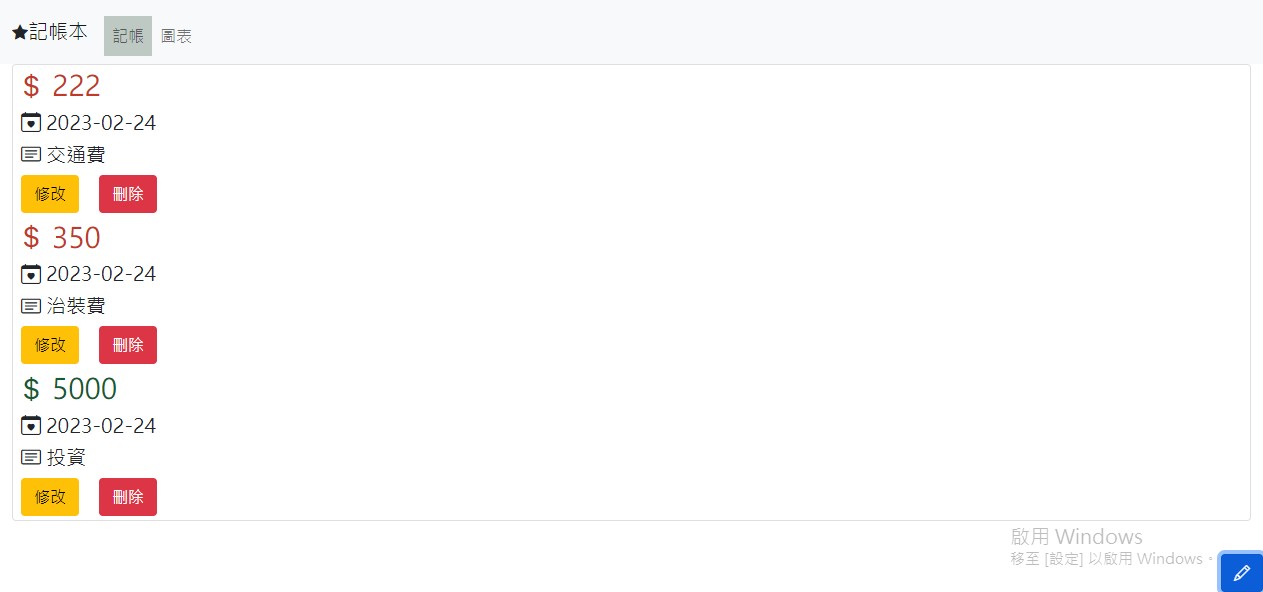 ★記帳本 記帳 圖表
$ 222
2023-02-24
交通費
修改 刪除
$ 350
2023-02-24
治裝費
修改 刪除
$ 5000
2023-02-24
投資
修改 刪除
啟用 Windows
移至 [設定] 以啟用 Windows。